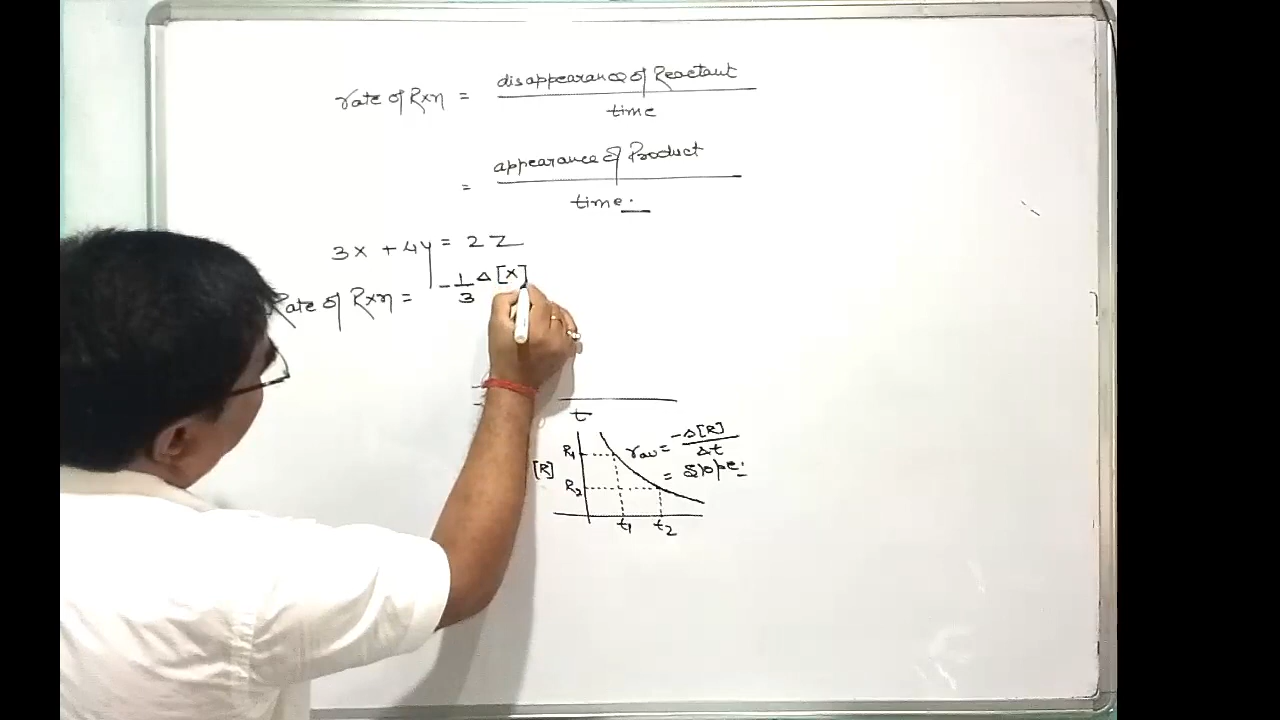 rate of Rxn = disappearance of Reactant
time
= appearance of Product
time.
3x + 4y = 2Z
Rate of Rxn = -1/3 Δ[X]
t
R1
[R]
R2
t1 t2
rav = -Δ[R]
Δt
= Slope.